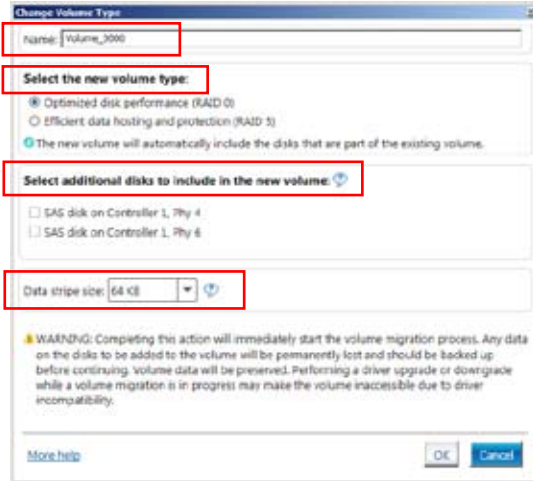 Change Volume Type
Name: Volume_3000
Select the new volume type:
Optimized disk performance (RAID 0)
Efficient data hosting and protection (RAID 5)
The new volume will automatically include the disks that are part of the existing volume.
Select additional disks to include in the new volume: ?
SAS disk on Controller 1, Phy 4
SAS disk on Controller 1, Phy 6
Data stripe size: 64 KB ?
WARNING: Completing this action will immediately start the volume migration process. Any data
on the disks to be added to the volume will be permanently lost and should be backed up
before continuing. Volume data will be preserved. Performing a driver upgrade or downgrade
while a volume migration is in progress may make the volume inaccessible due to driver
incompatibility.
More help OK Cancel